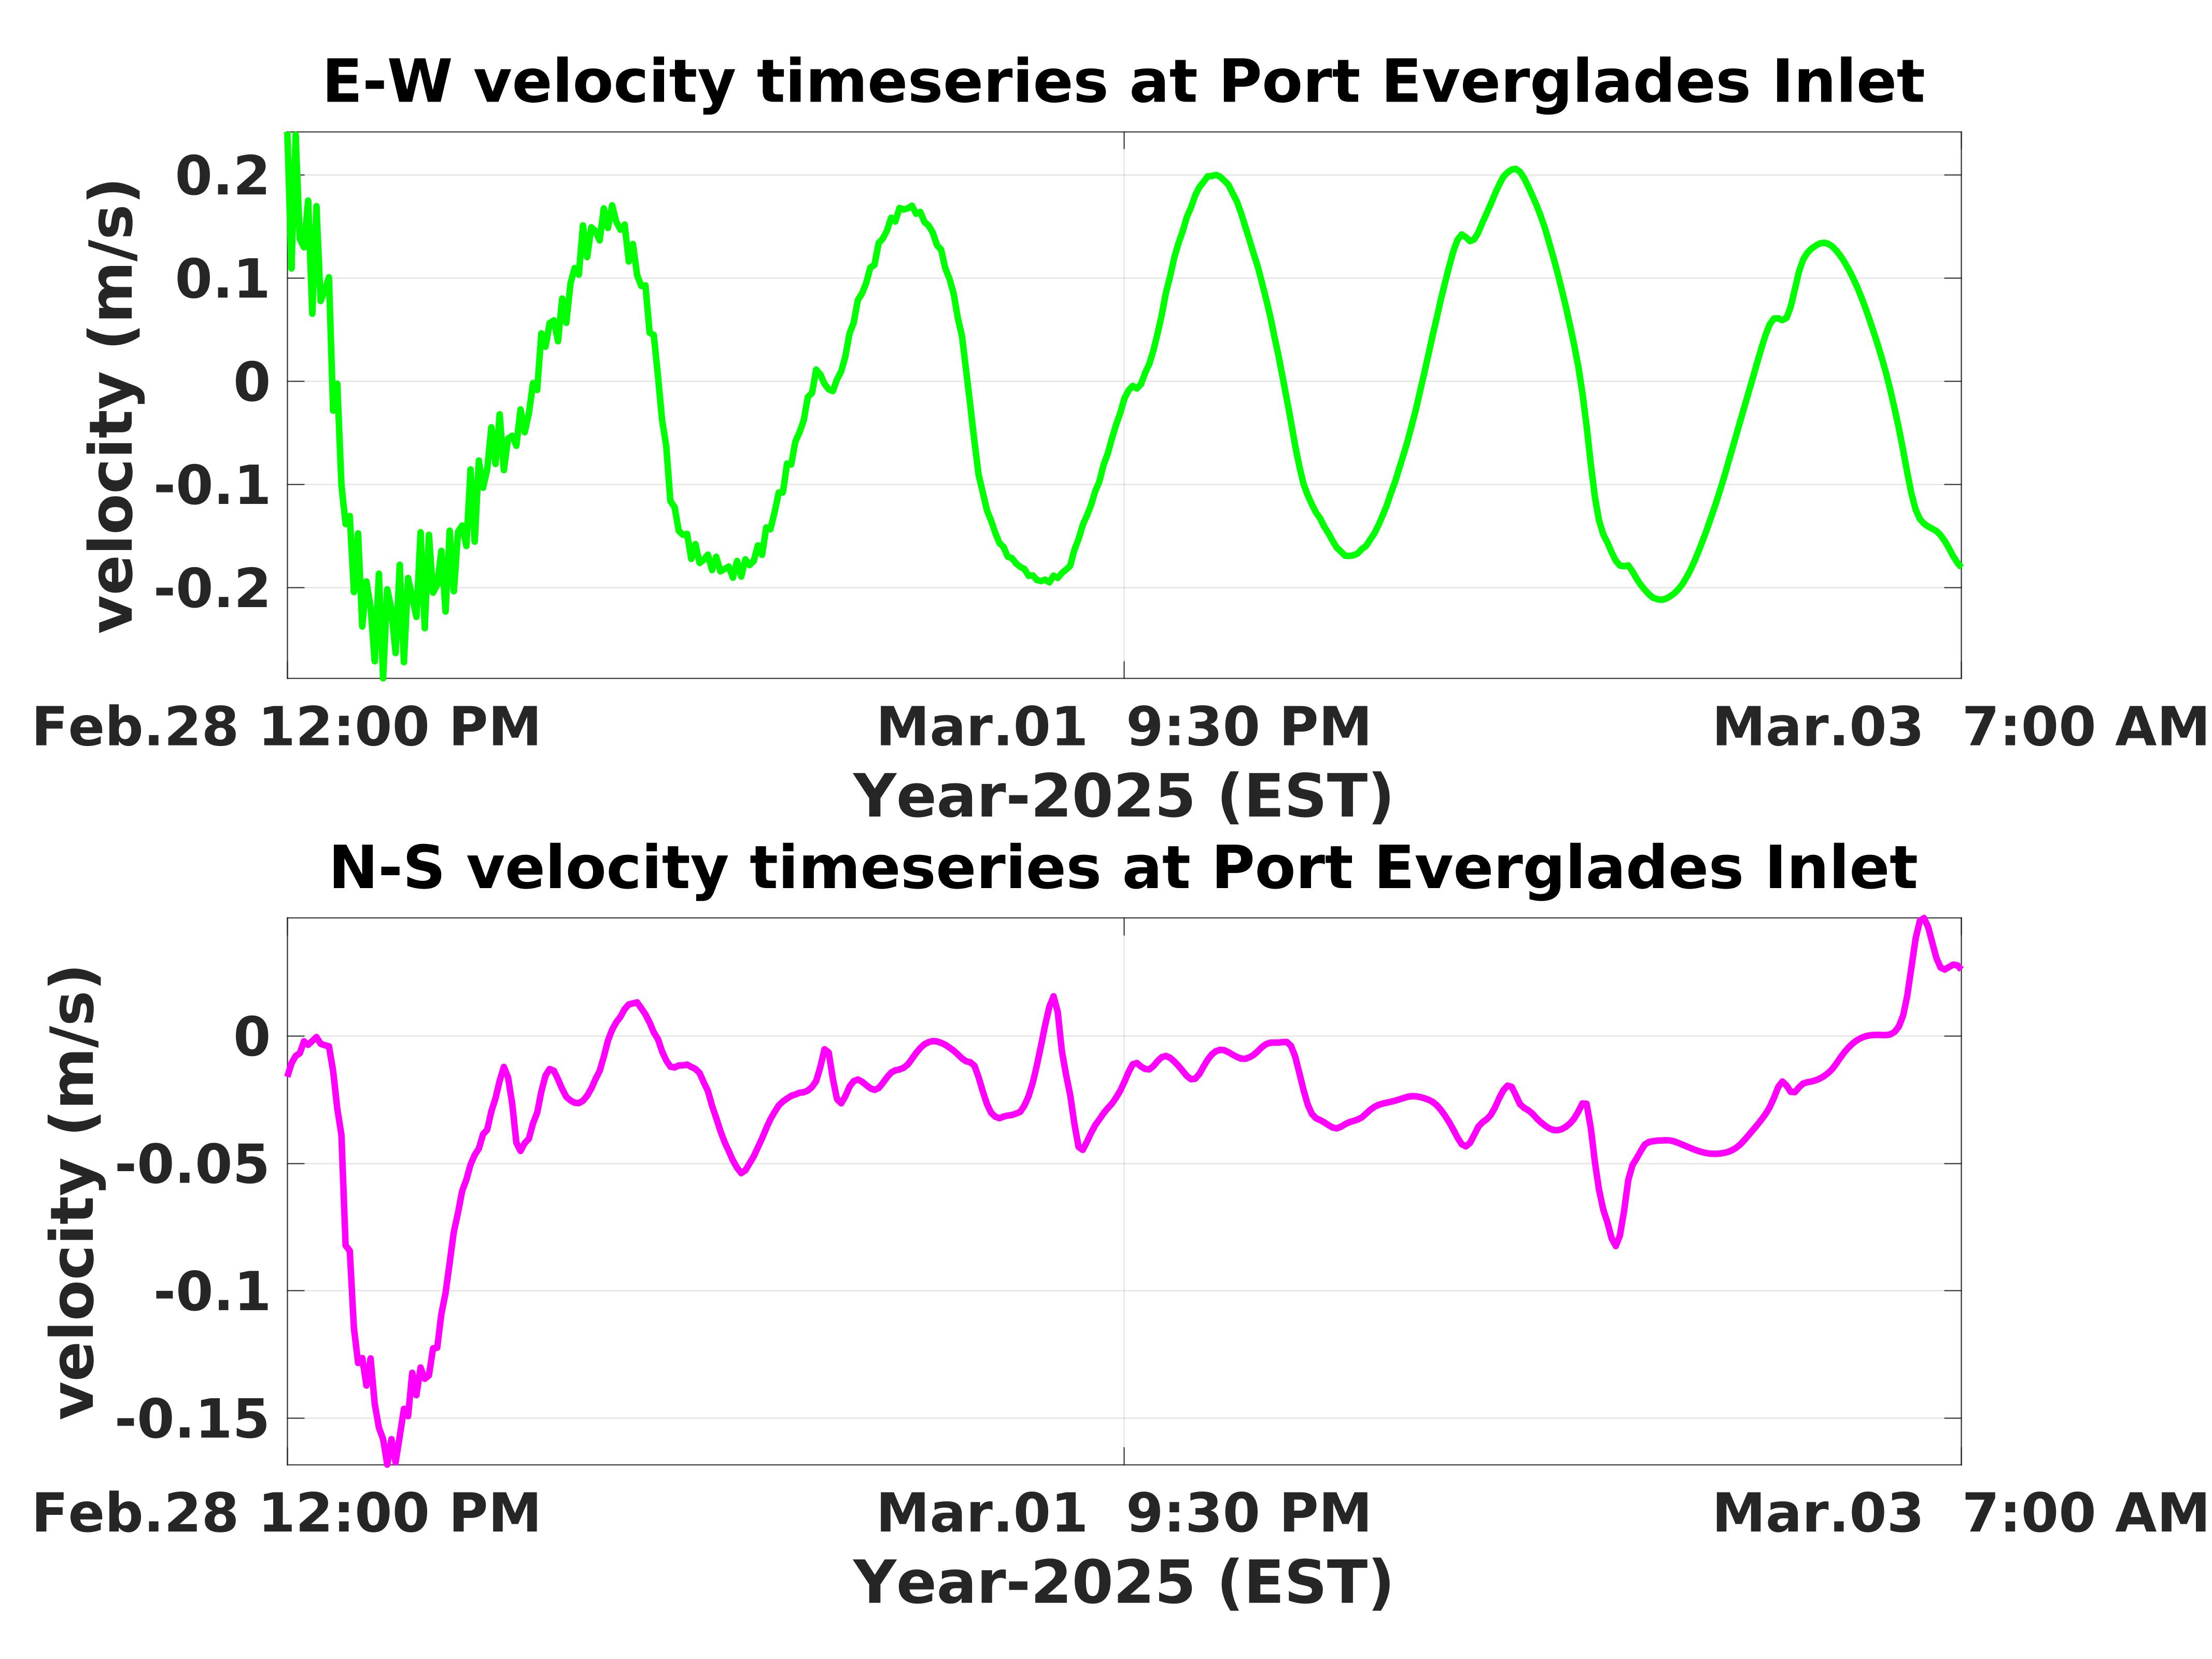 E-W velocity timeseries at Port Everglades Inlet
velocity (m/s)
0.2
0.1
0
-0.1
-0.2
Feb.28 12:00 PM Mar.01 9:30 PM Mar.03 7:00 AM
Year-2025 (EST)
N-S velocity timeseries at Port Everglades Inlet
velocity (m/s)
0
-0.05
-0.1
-0.15
Feb.28 12:00 PM Mar.01 9:30 PM Mar.03 7:00 AM
Year-2025 (EST)